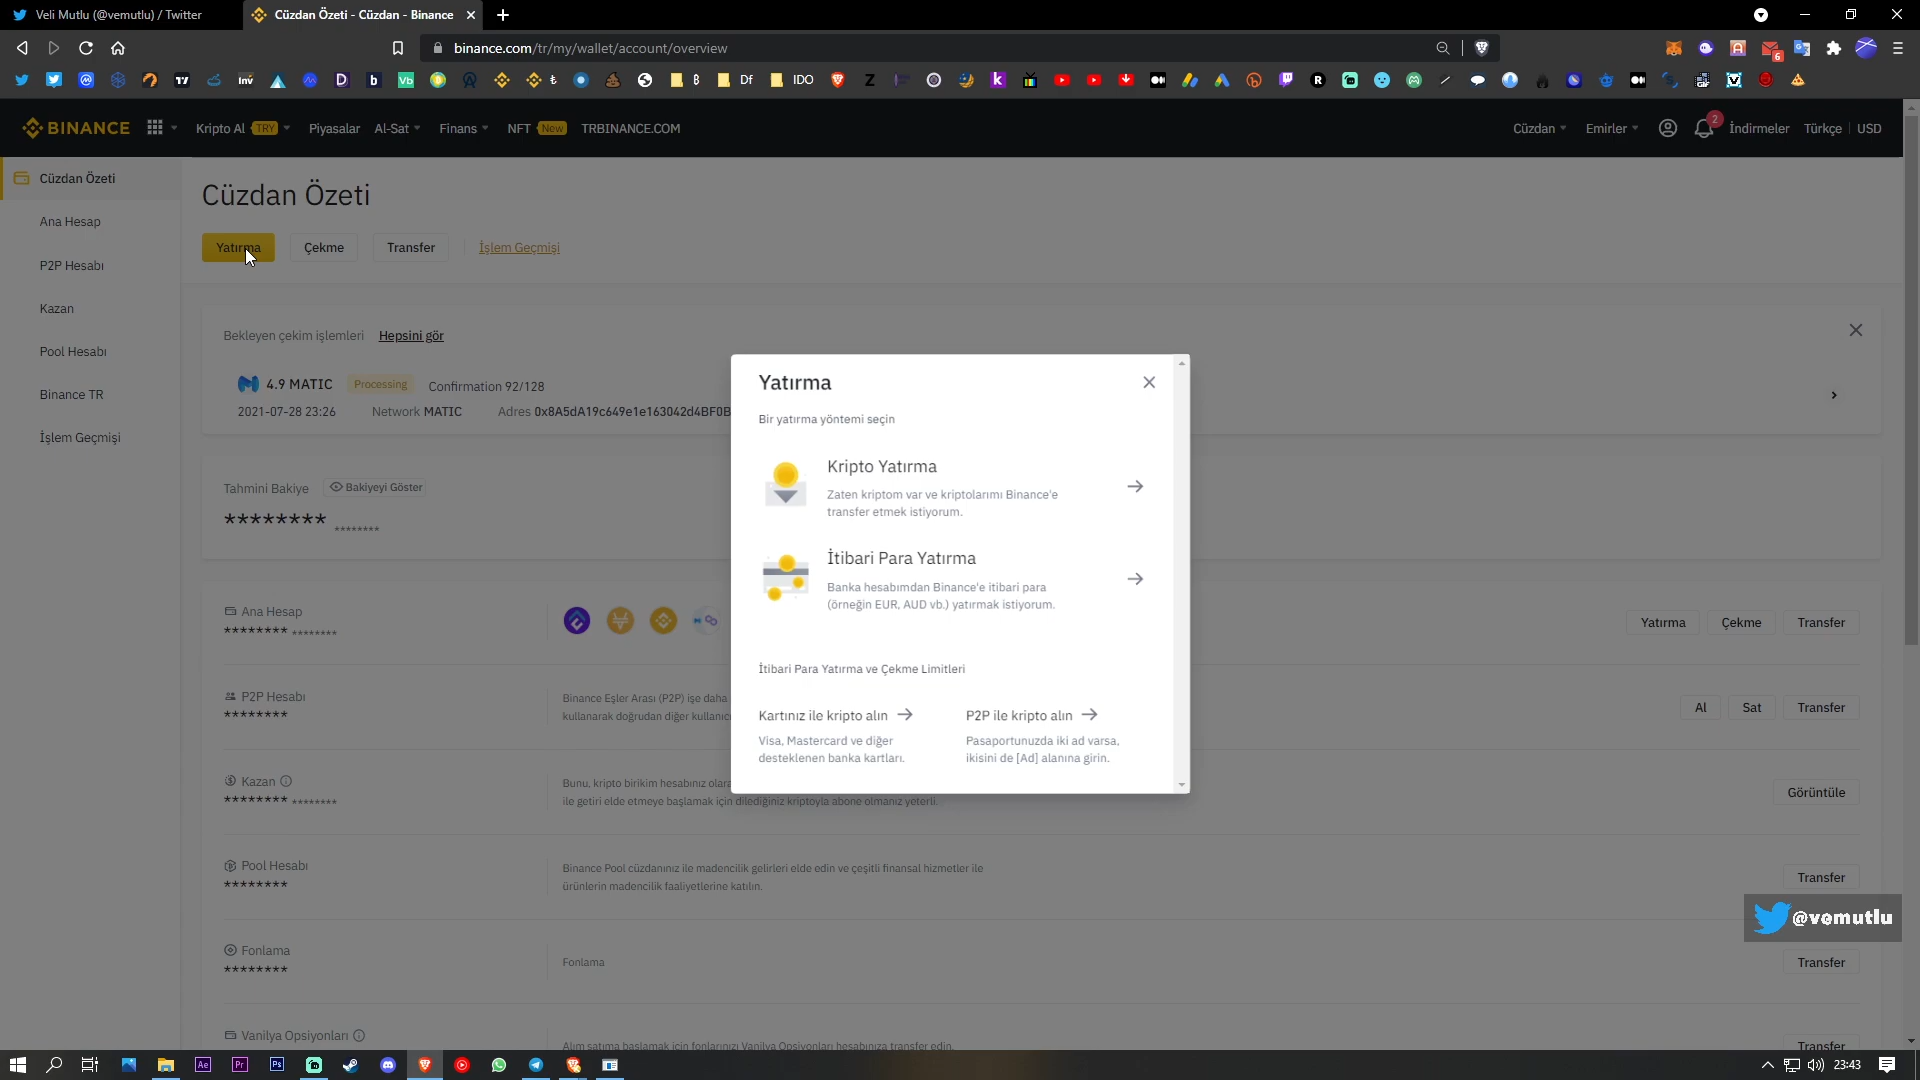 Veli Mutlu (@vemutlu) / Twitter
Cüzdan Özeti - Cüzdan - Binance
binance.com/tr/my/wallet/account/overview
6
inv
Df
IDO
BINANCE
Kripto Al TRY
Piyasalar
Al-Sat
Finans
NFT New
TRBINANCE.COM
Cüzdan
Emirler
2
İndirmeler
Türkçe
USD
Cüzdan Özeti
Ana Hesap
P2P Hesabı
Kazan
Pool Hesabı
Binance TR
İşlem Geçmişi
Cüzdan Özeti
Yatırma
Çekme
Transfer
İşlem Geçmişi
Bekleyen çekim işlemleri Hepsini gör
4.9 MATIC Processing Confirmation 92/128
2021-07-28 23:26 Network MATIC Adres 0x8A5dA19c649e1e163042d4BF0B
Tahmini Bakiye Bakiyeyi Göster
******** ********
Ana Hesap
******** ********
Yatırma Çekme Transfer
P2P Hesabı
********
Binance Eşler Arası (P2P) işe daha
kullanarak doğrudan diğer kullanıc
Al Sat Transfer
Kazan
******** ********
Bunu, kripto birikim hesabınız olara
ile getiri elde etmeye başlamak için dilediğiniz kriptoyla abone olmanız yeterli.
Görüntüle
Pool Hesabı
********
Binance Pool cüzdanınız ile madencilik gelirleri elde edin ve çeşitli finansal hizmetler ile
ürünlerin madencilik faaliyetlerine katılın.
Transfer
Fonlama
********
Fonlama
Transfer
Vanilya Opsiyonları
Alım satıma başlamak için fonlarınızı Vanilya Opsiyonları hesabınıza transfer edin.
Transfer
Yatırma
Bir yatırma yöntemi seçin
Kripto Yatırma
Zaten kriptom var ve kriptolarımı Binance'e
transfer etmek istiyorum.
İtibari Para Yatırma
Banka hesabımdan Binance'e itibari para
(örneğin EUR, AUD vb.) yatırmak istiyorum.
İtibari Para Yatırma ve Çekme Limitleri
Kartınız ile kripto alın
Visa, Mastercard ve diğer
desteklenen banka kartları.
P2P ile kripto alın
Pasaportunuzda iki ad varsa,
ikisini de [Ad] alanına girin.
@vemutlu
Ae
Pr
Ps
23:43